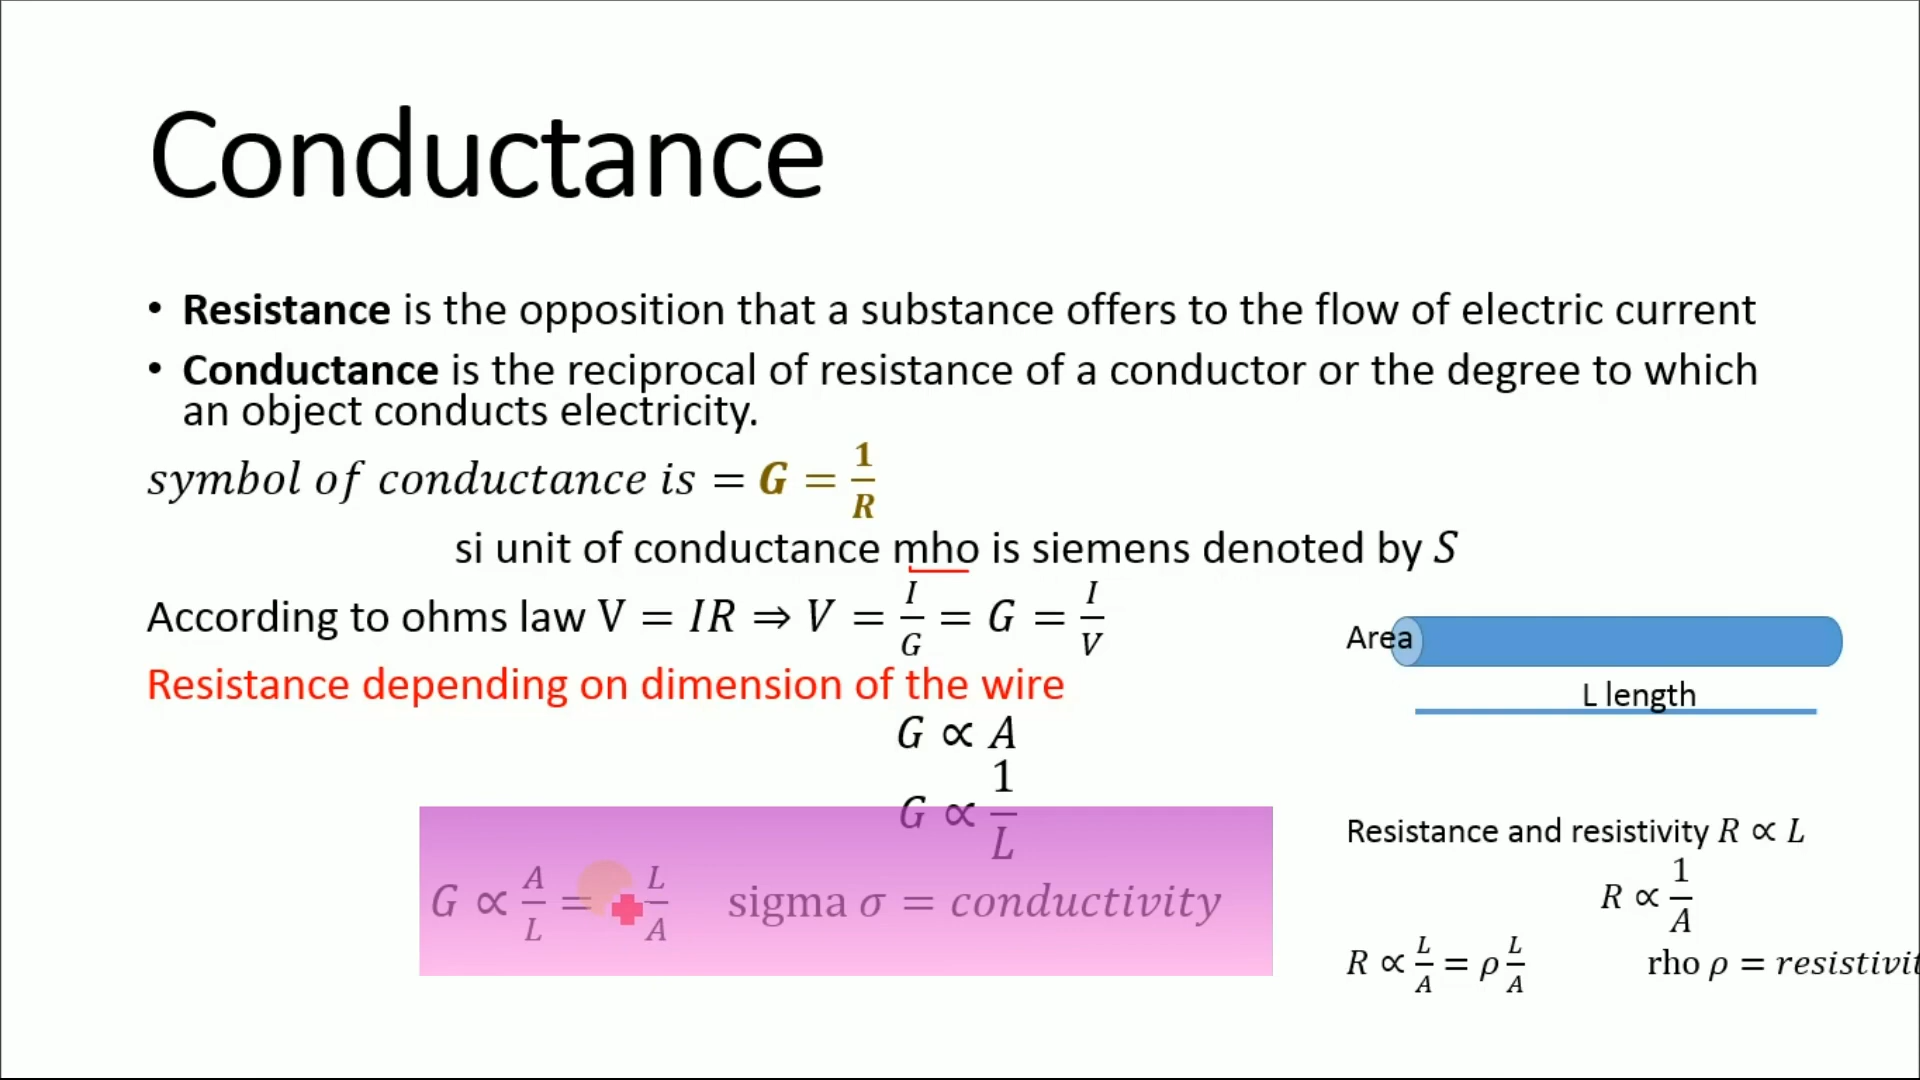 Conductance
• Resistance is the opposition that a substance offers to the flow of electric current
• Conductance is the reciprocal of resistance of a conductor or the degree to which
an object conducts electricity.
symbol of conductance is = G = 1/R
si unit of conductance mho is siemens denoted by S
According to ohms law V = IR ⇒ V = I/G = G = I/V
Resistance depending on dimension of the wire
G ∝ A
G ∝ 1/L
G ∝ A/L = L/A sigma σ = conductivity
Area
L length
Resistance and resistivity R ∝ L
R ∝ 1/A
R ∝ L/A = ρ L/A rho ρ = resistivit